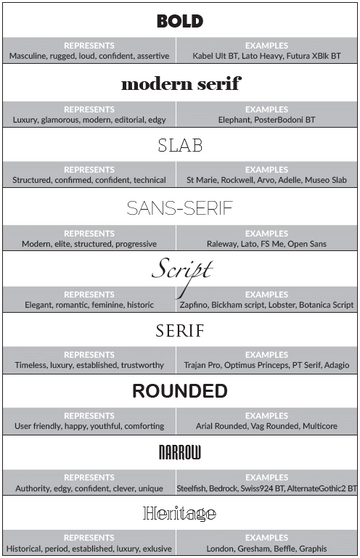 BOLD
REPRESENTS EXAMPLES
Masculine, rugged, loud, confident, assertive Kabel Ult BT, Lato Heavy, Futura XBlk BT
modern serif
REPRESENTS EXAMPLES
Luxury, glamorous, modern, editorial, edgy Elephant, PosterBodoni BT
SLAB
REPRESENTS EXAMPLES
Structured, confirmed, confident, technical St Marie, Rockwell, Arvo, Adelle, Museo Slab
SANS-SERIF
REPRESENTS EXAMPLES
Modern, elite, structured, progressive Raleway, Lato, FS Me, Open Sans
Script
REPRESENTS EXAMPLES
Elegant, romantic, feminine, historic Zapfino, Bickham script, Lobster, Botanica Script
SERIF
REPRESENTS EXAMPLES
Timeless, luxury, established, trustworthy Trajan Pro, Optimus Princeps, PT Serif, Adagio
ROUNDED
REPRESENTS EXAMPLES
User friendly, happy, youthful, comforting Arial Rounded, Vag Rounded, Multicore
NARROW
REPRESENTS EXAMPLES
Authority, edgy, confident, clever, unique Steelfish, Bedrock, Swiss924 BT, AlternateGothic2 BT
Heritage
REPRESENTS EXAMPLES
Historical, period, established, luxury, exlusive London, Gresham, Beffle, Graphis